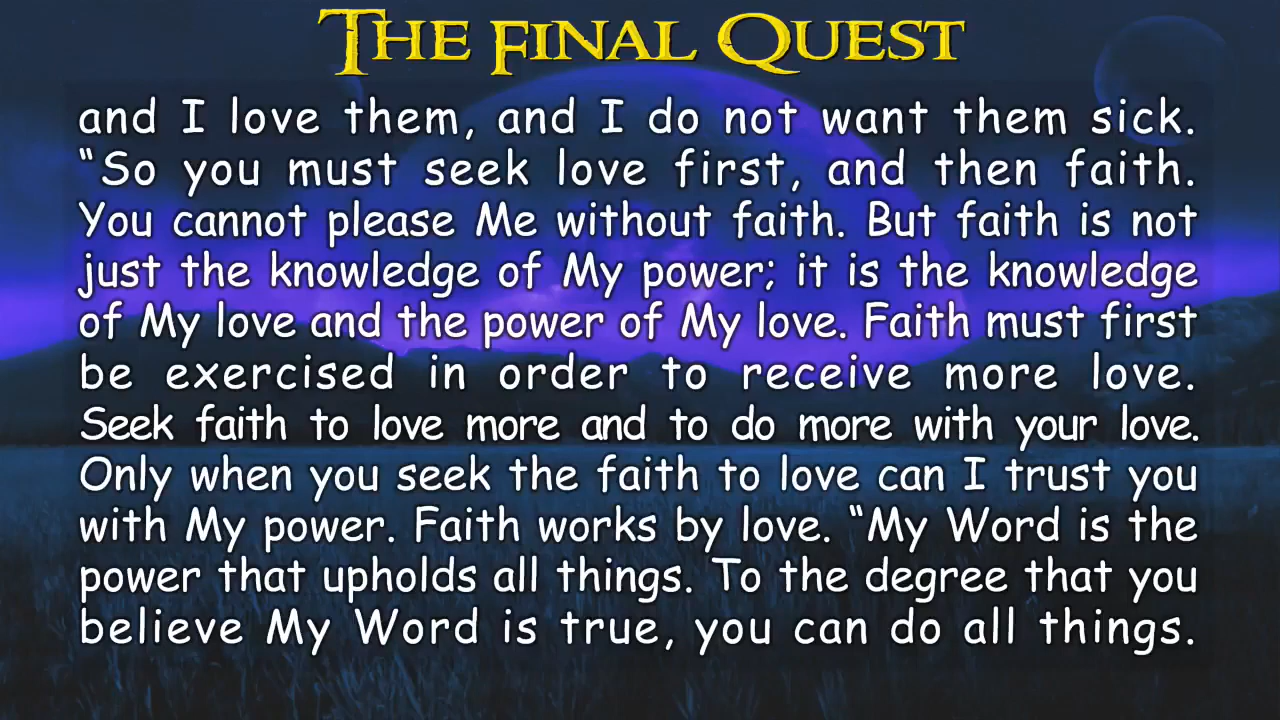 THE FINAL QUEST
and I love them, and I do not want them sick.
“So you must seek love first, and then faith.
You cannot please Me without faith. But faith is not
just the knowledge of My power; it is the knowledge
of My love and the power of My love. Faith must first
be exercised in order to receive more love.
Seek faith to love more and to do more with your love.
Only when you seek the faith to love can I trust you
with My power. Faith works by love. “My Word is the
power that upholds all things. To the degree that you
believe My Word is true, you can do all things.